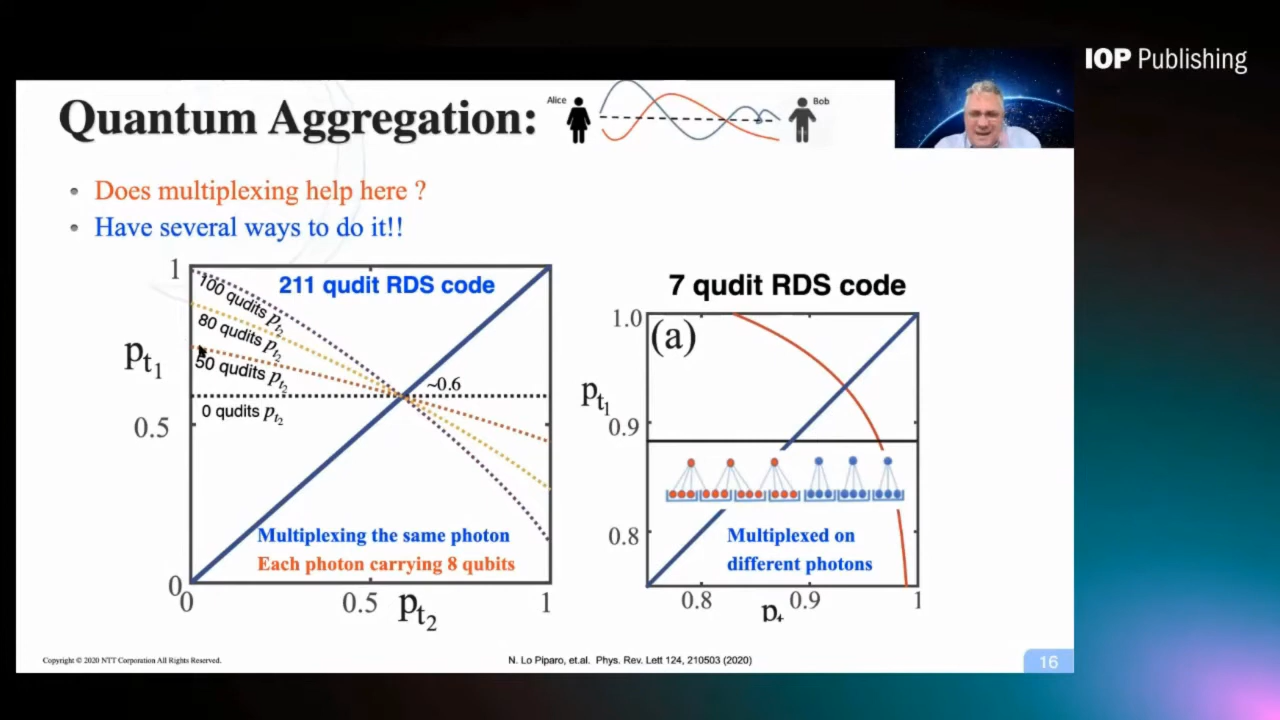 IOP Publishing
Quantum Aggregation:
Alice
Bob
• Does multiplexing help here ?
• Have several ways to do it!!
211 qudit RDS code
100 qudits pt2
80 qudits pt2
50 qudits pt2
0 qudits pt2
~0.6
pt1
1
0.5
0
0
0.5
1
pt2
Multiplexing the same photon
Each photon carrying 8 qubits
7 qudit RDS code
(a)
pt1
1.0
0.9
0.8
0.8
0.9
1
Multiplexed on
different photons
Copyright © 2020 NTT Corporation All Rights Reserved.
N. Lo Piparo, et.al. Phys. Rev. Lett 124, 210503 (2020)
16